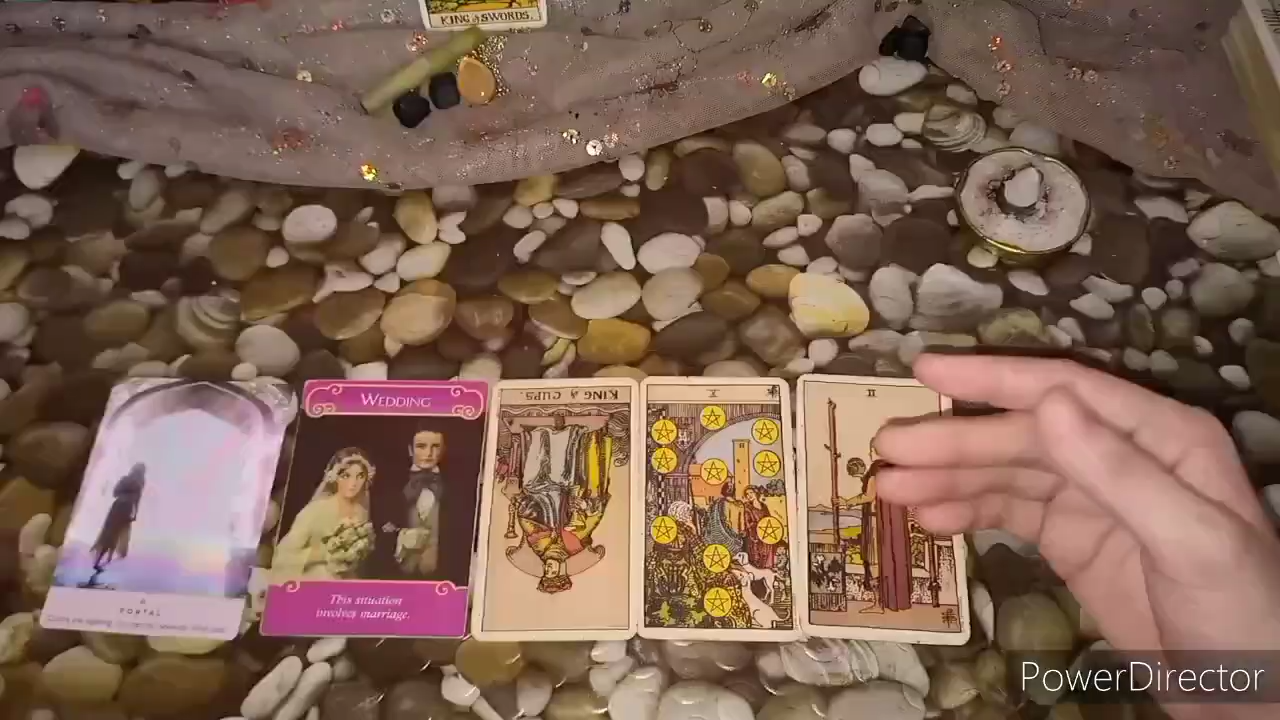 KING of SWORDS.
WEDDING
KING of CUPS.
X
II
PORTAL
This situation
involves marriage.
PowerDirector